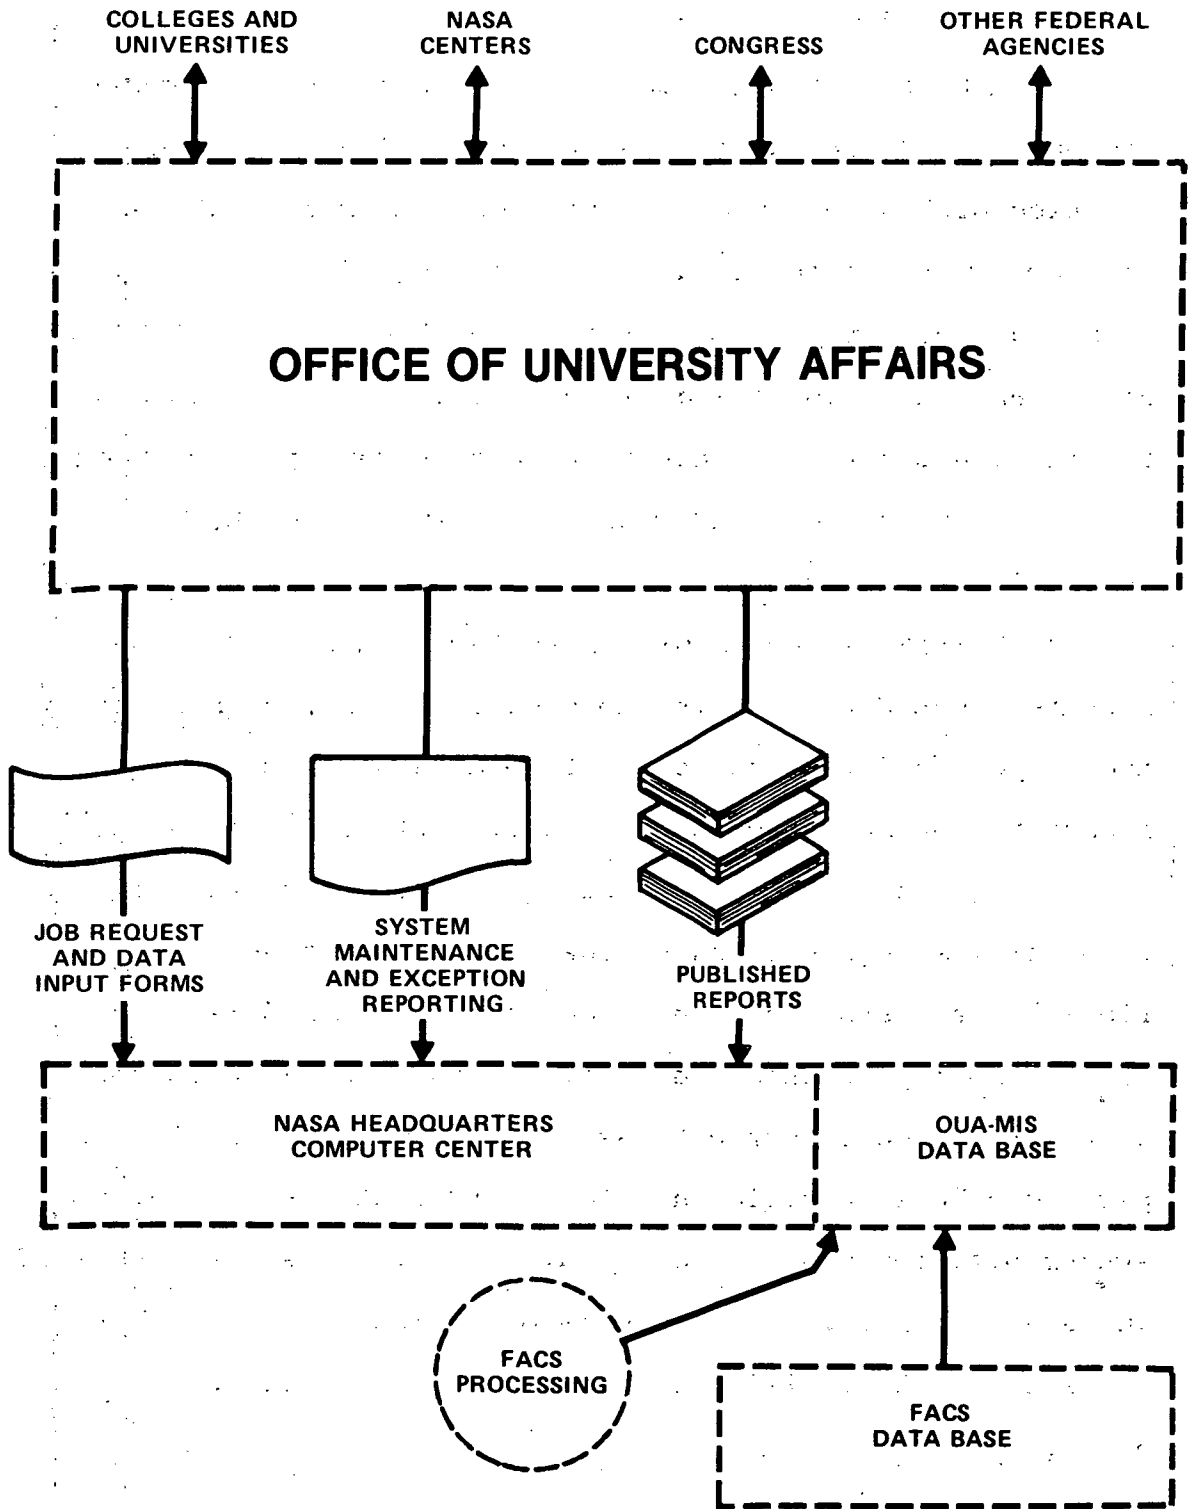 COLLEGES AND
UNIVERSITIES
NASA
CENTERS
CONGRESS
OTHER FEDERAL
AGENCIES
OFFICE OF UNIVERSITY AFFAIRS
JOB REQUEST
AND DATA
INPUT FORMS
SYSTEM
MAINTENANCE
AND EXCEPTION
REPORTING
PUBLISHED
REPORTS
NASA HEADQUARTERS
COMPUTER CENTER
OUA-MIS
DATA BASE
FACS
PROCESSING
FACS
DATA BASE